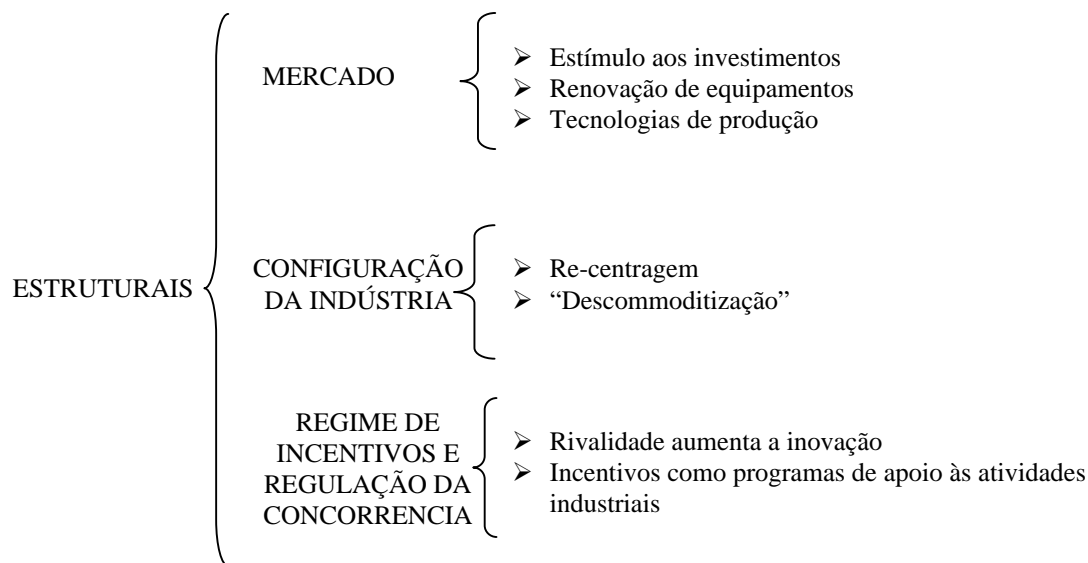 ESTRUTURAIS
MERCADO
➢ Estímulo aos investimentos
➢ Renovação de equipamentos
➢ Tecnologias de produção
CONFIGURAÇÃO
DA INDÚSTRIA
➢ Re-centragem
➢ “Descommoditização”
REGIME DE
INCENTIVOS E
REGULAÇÃO DA
CONCORRENCIA
➢ Rivalidade aumenta a inovação
➢ Incentivos como programas de apoio às atividades
industriais